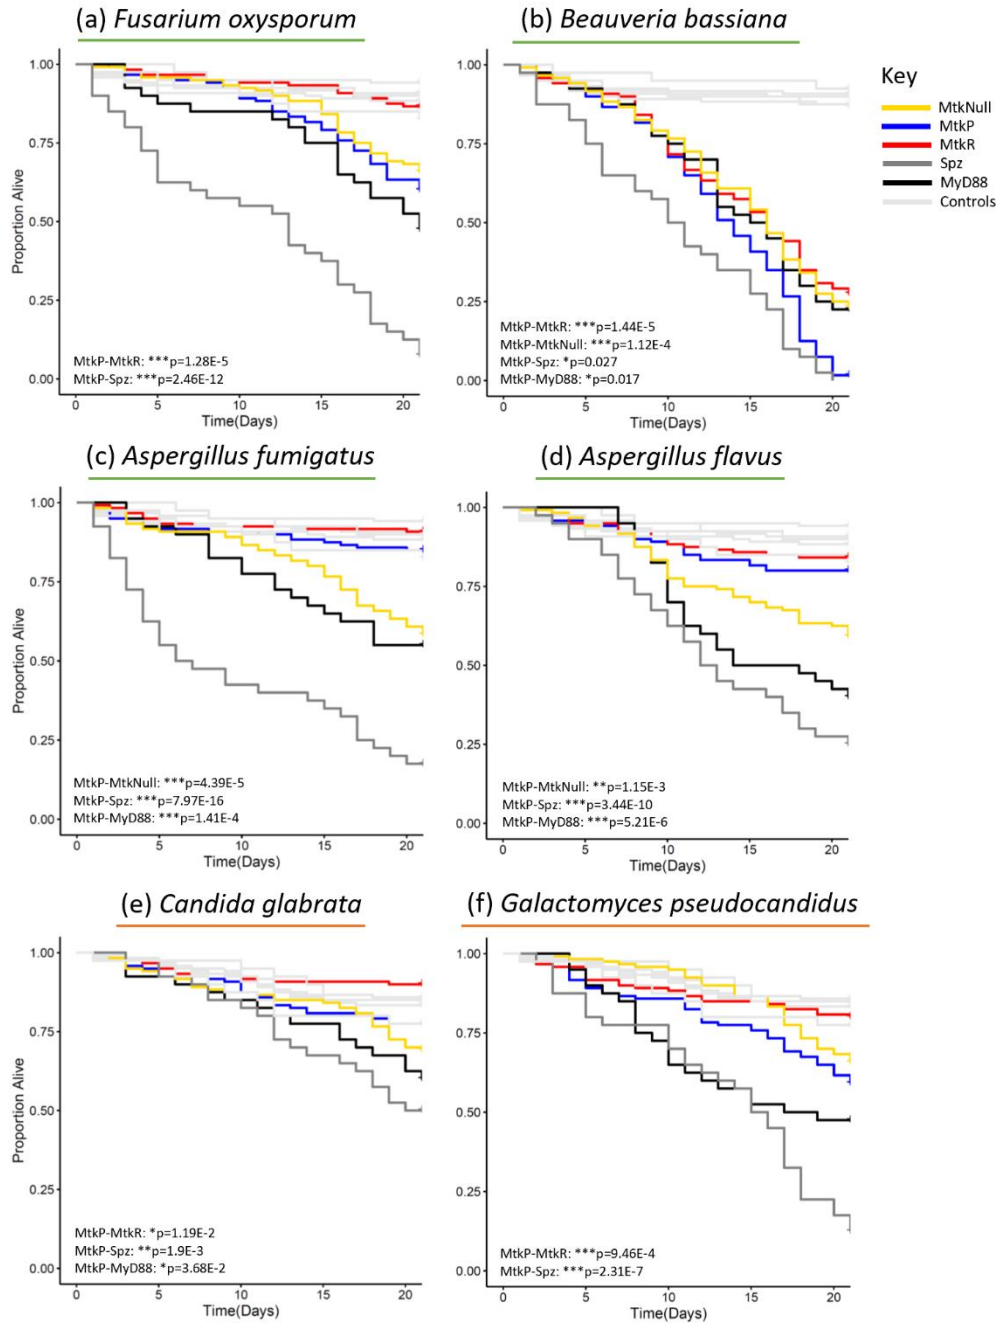 (a) Fusarium oxysporum
(b) Beauveria bassiana
Proportion Alive
1.00
0.75
0.50
0.25
0.00
MtkP-MtkR: ***p=1.28E-5
MtkP-Spz: ***p=2.46E-12
0
5
10
15
20
Time(Days)
1.00
0.75
0.50
0.25
0.00
MtkP-MtkR: ***p=1.44E-5
MtkP-MtkNull: ***p=1.12E-4
MtkP-Spz: *p=0.027
MtkP-MyD88: *p=0.017
0
5
10
15
20
Time(Days)
Key
MtkNull
MtkP
MtkR
Spz
MyD88
Controls
(c) Aspergillus fumigatus
(d) Aspergillus flavus
Proportion Alive
1.00
0.75
0.50
0.25
0.00
MtkP-MtkNull: ***p=4.39E-5
MtkP-Spz: ***p=7.97E-16
MtkP-MyD88: ***p=1.41E-4
0
5
10
15
20
Time(Days)
1.00
0.75
0.50
0.25
0.00
MtkP-MtkNull: **p=1.15E-3
MtkP-Spz: ***p=3.44E-10
MtkP-MyD88: ***p=5.21E-6
0
5
10
15
20
Time(Days)
(e) Candida glabrata
(f) Galactomyces pseudocandidus
Proportion Alive
1.00
0.75
0.50
0.25
0.00
MtkP-MtkR: *p=1.19E-2
MtkP-Spz: **p=1.9E-3
MtkP-MyD88: *p=3.68E-2
0
5
10
15
20
Time(Days)
1.00
0.75
0.50
0.25
0.00
MtkP-MtkR: ***p=9.46E-4
MtkP-Spz: ***p=2.31E-7
0
5
10
15
20
Time(Days)